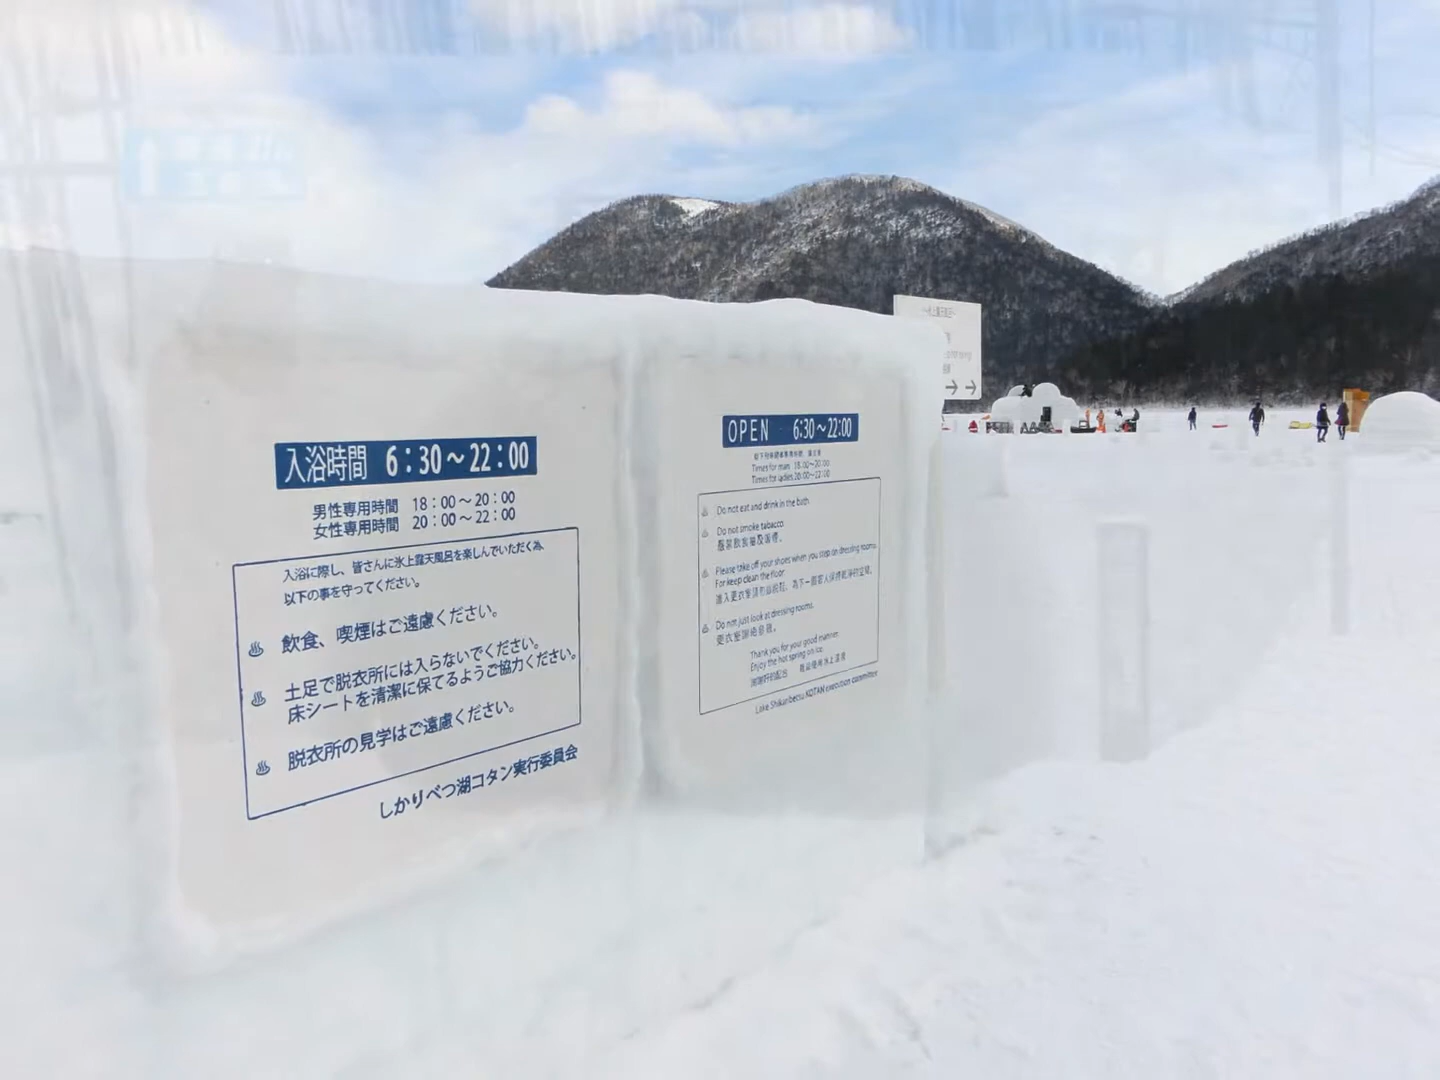 入浴時間 6:30～22:00
男性専用時間 18：00～20：00
女性専用時間 20：00～22：00
入浴に際し、皆さんに氷上露天風呂を楽しんでいただく為、
以下の事を守ってください。
飲食、喫煙はご遠慮ください。
土足で脱衣所には入らないでください。
床シートを清潔に保てるようご協力ください。
脱衣所の見学はご遠慮ください。
しかりべつ湖コタン実行委員会
OPEN 6:30～22:00
Times for man 18:00～20:00
Times for ladies 20:00～22:00
Do not eat and drink in the bath.
Do not smoke tabacco.
Please take off your shoes when you step on dressing rooms.
For keep clean the floor.
Do not just look at dressing rooms.
Thank you for your good manner.
Enjoy the hot spring on ice.
Lake Shikaribetsu KOTAN execution committee